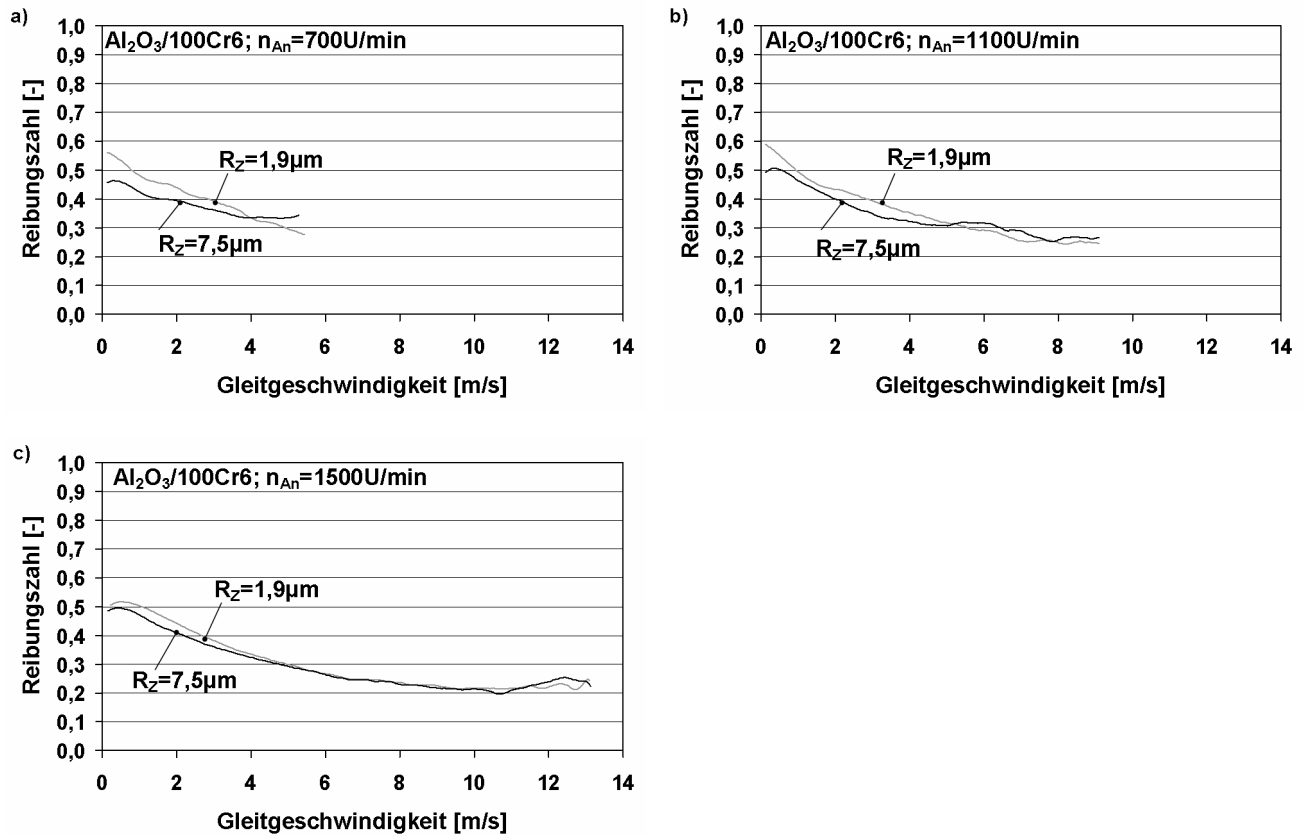 a)
Al₂O₃/100Cr6; nAn=700U/min
1,0
0,9
0,8
0,7
0,6
0,5
0,4
0,3
0,2
0,1
0,0
Reibungszahl [-]
RZ=1,9µm
RZ=7,5µm
0 2 4 6 8 10 12 14
Gleitgeschwindigkeit [m/s]
b)
Al₂O₃/100Cr6; nAn=1100U/min
1,0
0,9
0,8
0,7
0,6
0,5
0,4
0,3
0,2
0,1
0,0
Reibungszahl [-]
RZ=1,9µm
RZ=7,5µm
0 2 4 6 8 10 12 14
Gleitgeschwindigkeit [m/s]
c)
Al₂O₃/100Cr6; nAn=1500U/min
1,0
0,9
0,8
0,7
0,6
0,5
0,4
0,3
0,2
0,1
0,0
Reibungszahl [-]
RZ=1,9µm
RZ=7,5µm
0 2 4 6 8 10 12 14
Gleitgeschwindigkeit [m/s]